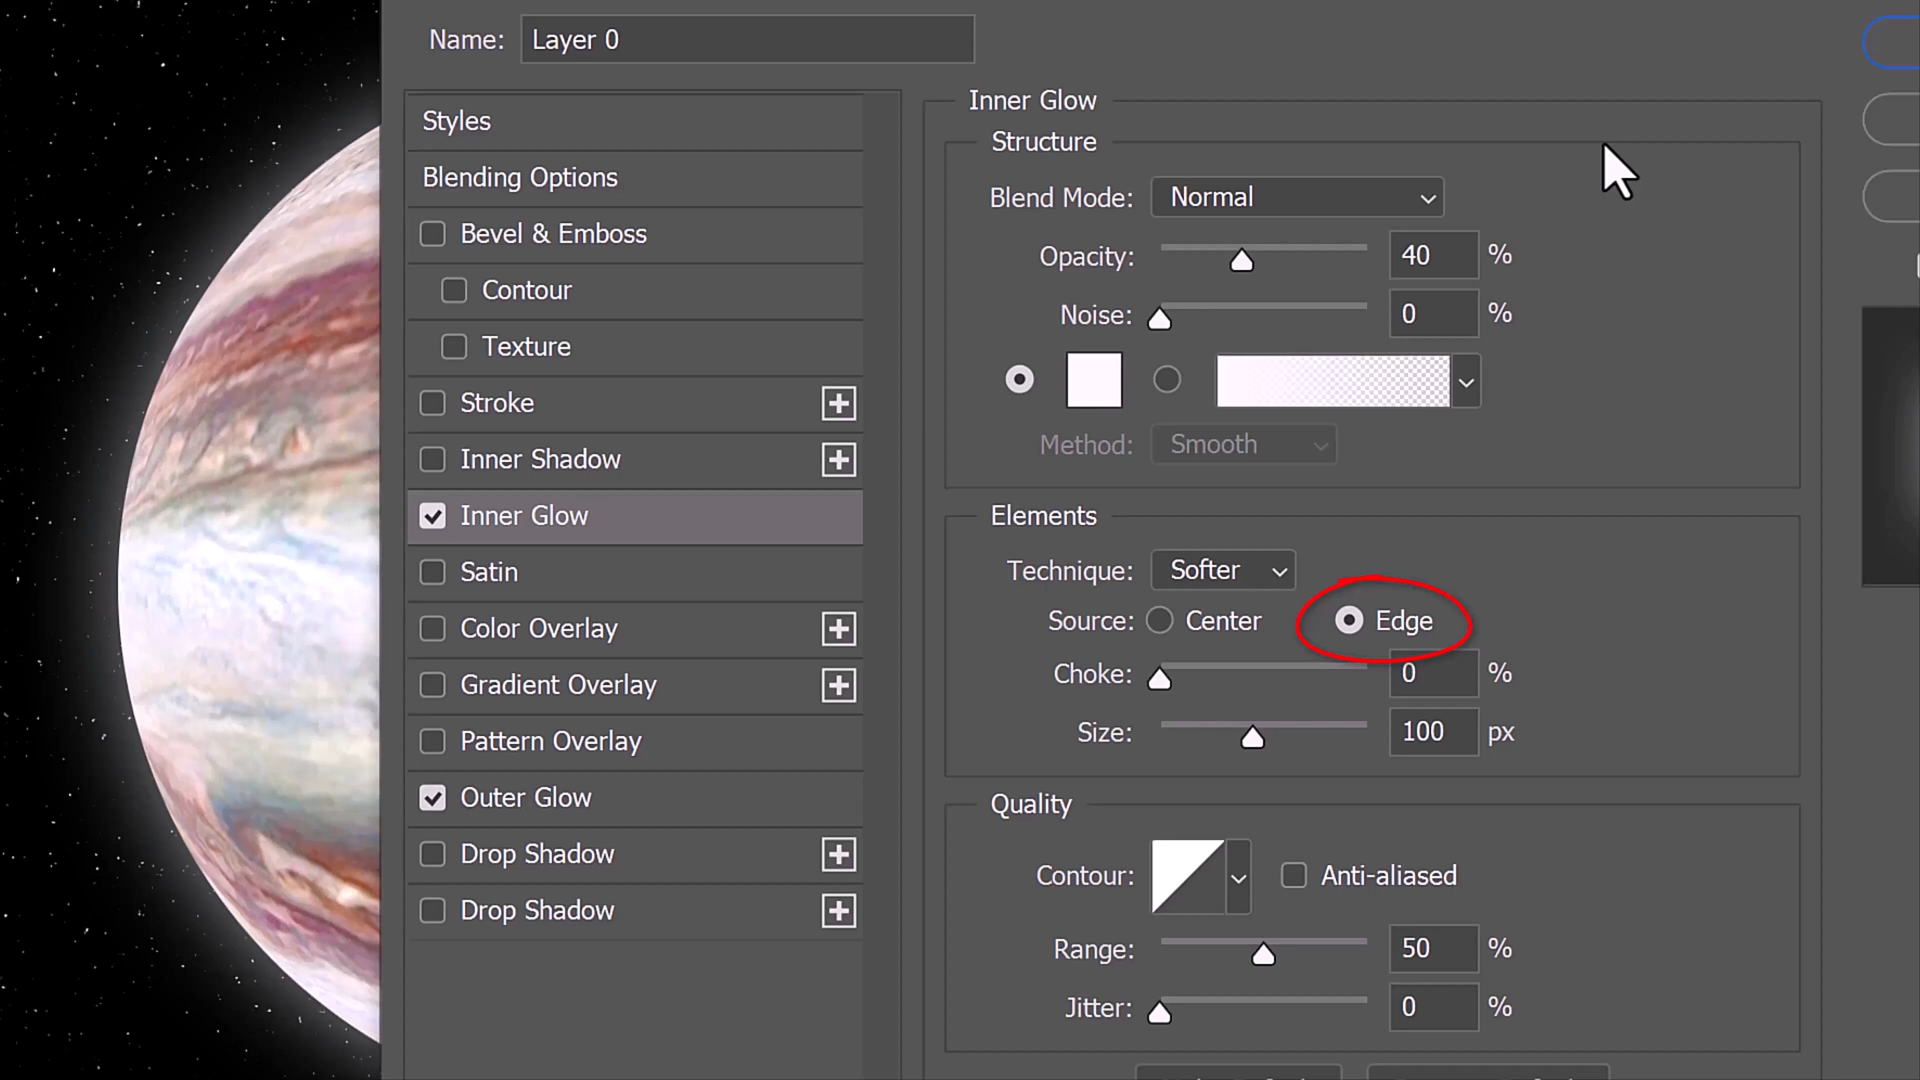 Name: Layer 0
Styles
Blending Options
Bevel & Emboss
Contour
Texture
Stroke
Inner Shadow
Inner Glow
Satin
Color Overlay
Gradient Overlay
Pattern Overlay
Outer Glow
Drop Shadow
Drop Shadow
Inner Glow
Structure
Blend Mode: Normal
Opacity: 40 %
Noise: 0 %
Method: Smooth
Elements
Technique: Softer
Source: Center Edge
Choke: 0 %
Size: 100 px
Quality
Contour: Anti-aliased
Range: 50 %
Jitter: 0 %